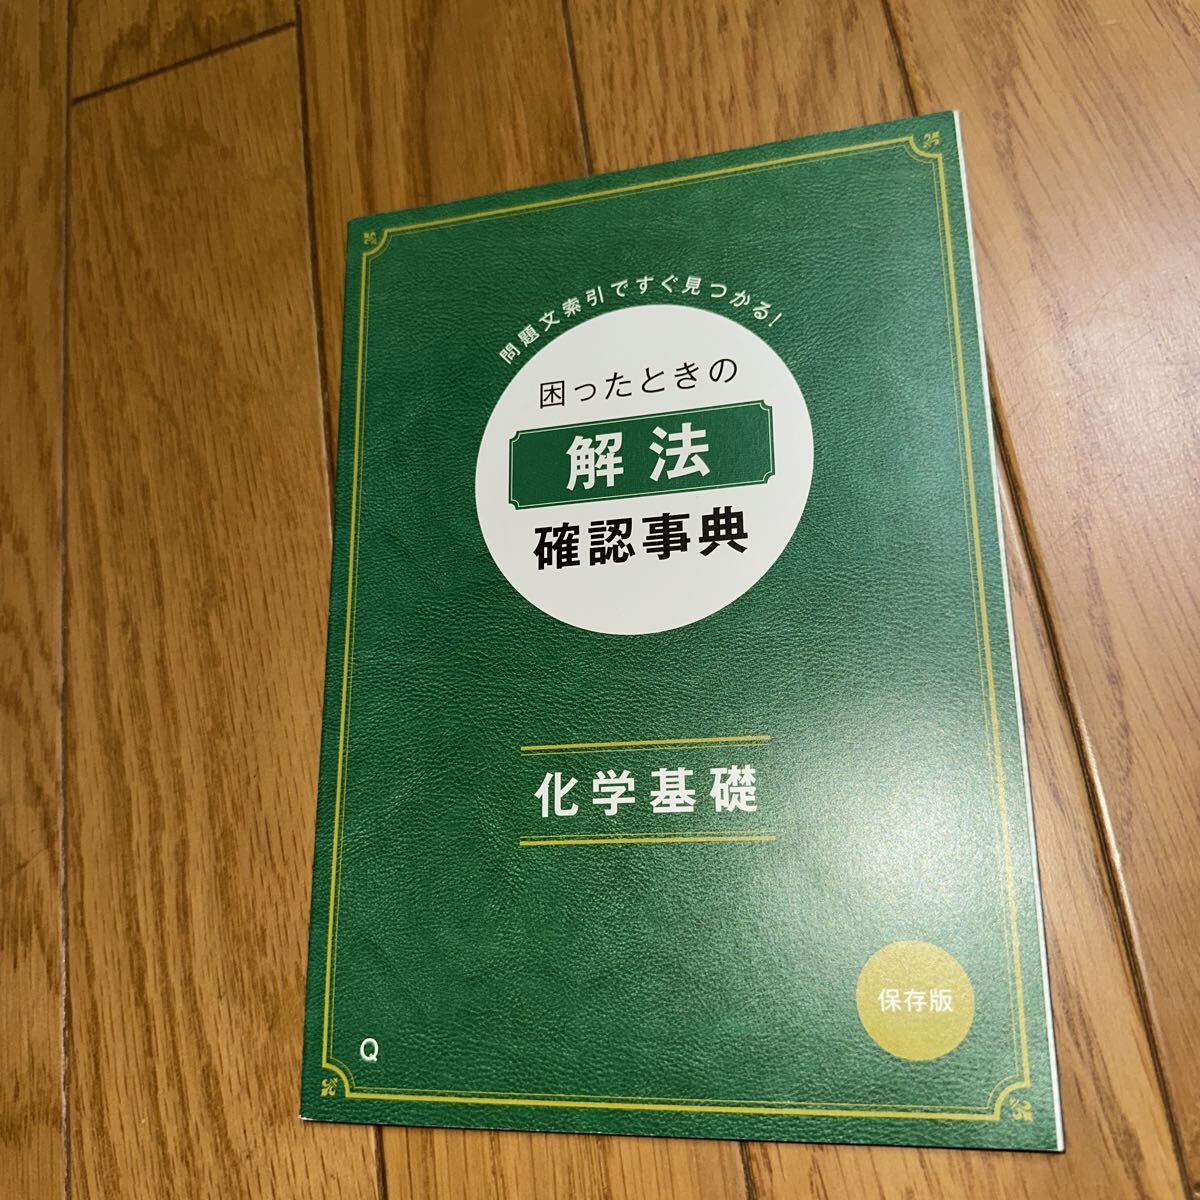 問題文索引ですぐ見つかる!
困ったときの
解法
確認事典
化学基礎
保存版
Q